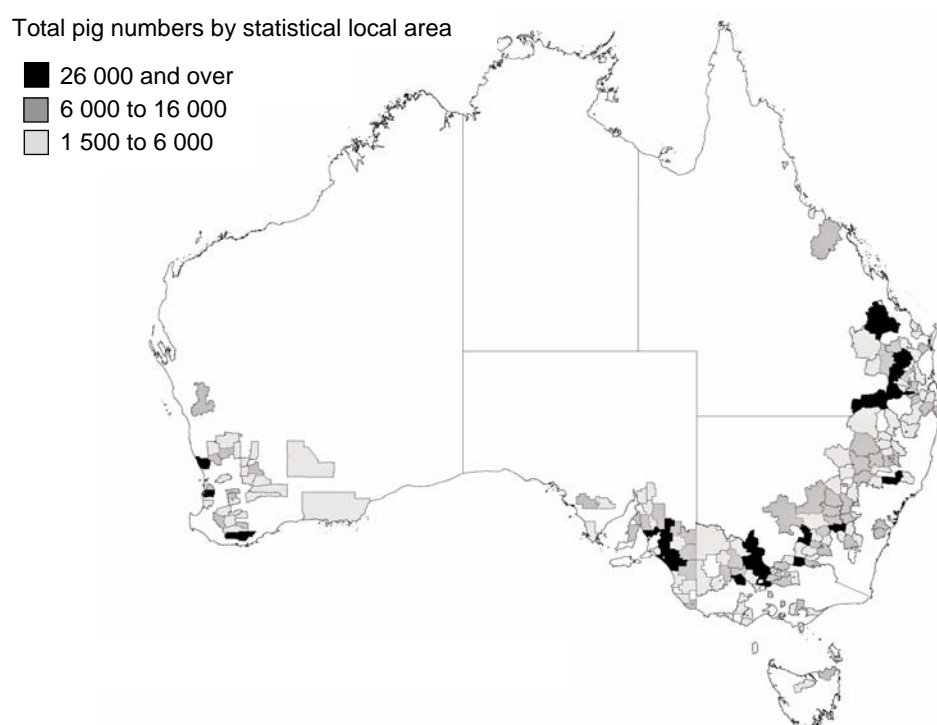 Total pig numbers by statistical local area
26 000 and over
6 000 to 16 000
1 500 to 6 000